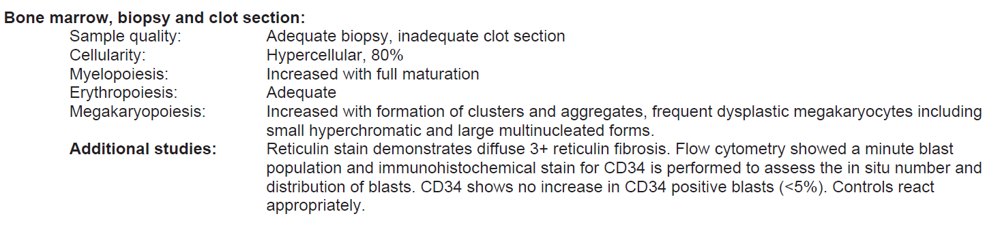 Bone marrow, biopsy and clot section:
Sample quality: Adequate biopsy, inadequate clot section
Cellularity: Hypercellular, 80%
Myelopoiesis: Increased with full maturation
Erythropoiesis: Adequate
Megakaryopoiesis: Increased with formation of clusters and aggregates, frequent dysplastic megakaryocytes including
small hyperchromatic and large multinucleated forms.
Additional studies: Reticulin stain demonstrates diffuse 3+ reticulin fibrosis. Flow cytometry showed a minute blast
population and immunohistochemical stain for CD34 is performed to assess the in situ number and
distribution of blasts. CD34 shows no increase in CD34 positive blasts (<5%). Controls react
appropriately.